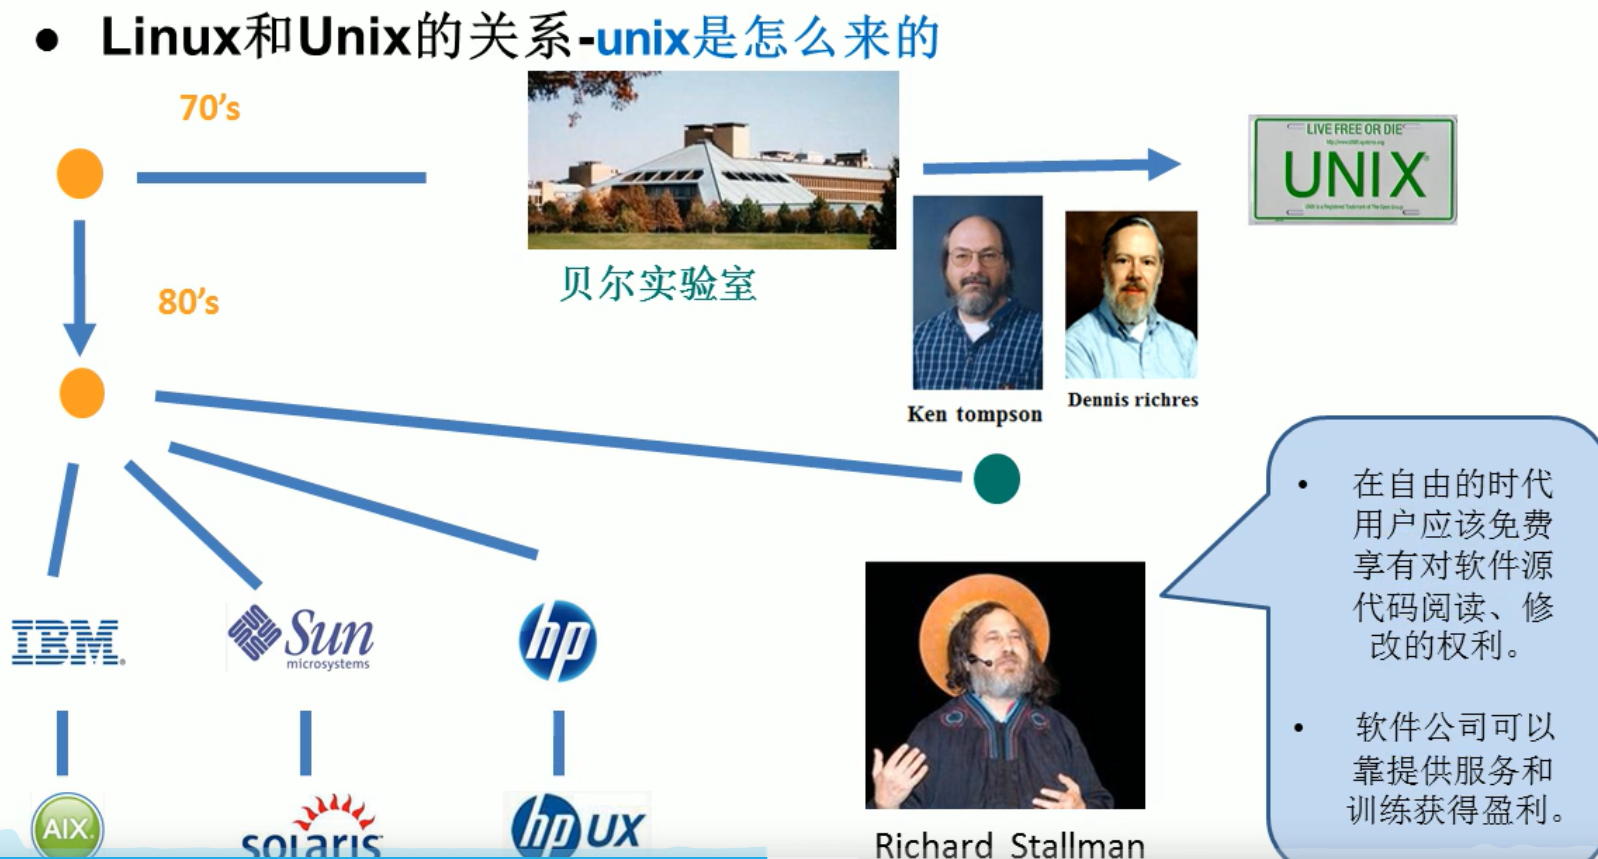 ● Linux和Unix的关系-unix是怎么来的
70's
LIVE FREE OR DIE
UNIX
贝尔实验室
80's
Ken tompson
Dennis richres
• 在自由的时代
用户应该免费
享有对软件源
代码阅读、修
改的权利。
• 软件公司可以
靠提供服务和
训练获得盈利。
IBM
Sun
microsystems
hp
AIX
solaris
hp UX
Richard Stallman